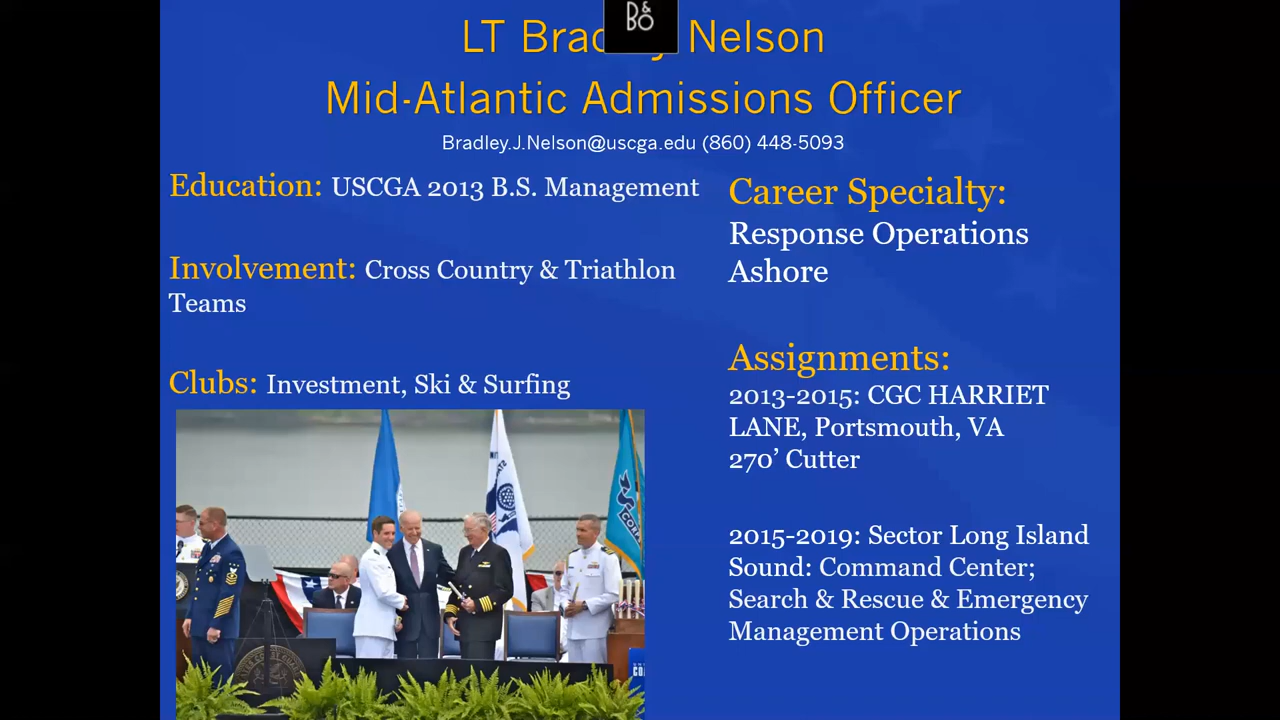 D&
BO
LT Brad y Nelson
Mid-Atlantic Admissions Officer
Bradley.J.Nelson@uscga.edu (860) 448-5093
Education: USCGA 2013 B.S. Management
Involvement: Cross Country & Triathlon
Teams
Clubs: Investment, Ski & Surfing
Career Specialty:
Response Operations
Ashore
Assignments:
2013-2015: CGC HARRIET
LANE, Portsmouth, VA
270’ Cutter
2015-2019: Sector Long Island
Sound: Command Center;
Search & Rescue & Emergency
Management Operations